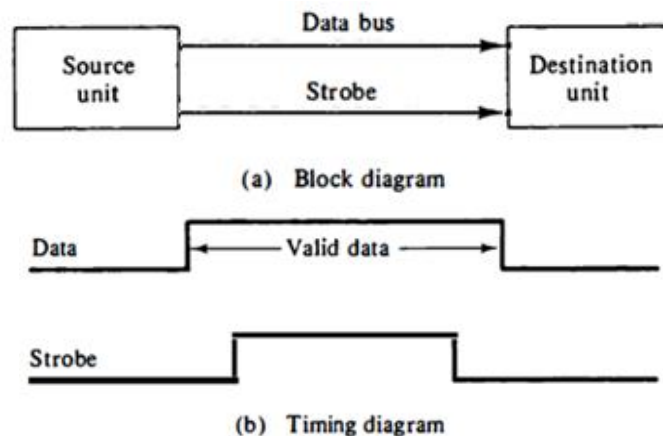 Data bus
Source
unit
Destination
unit
Strobe
(a) Block diagram
Data
Valid data
Strobe
(b) Timing diagram